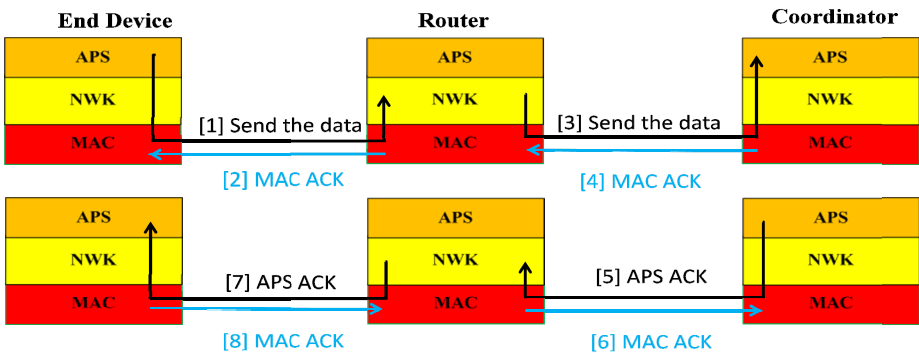 End Device
Router
Coordinator
APS
APS
APS
NWK
NWK
NWK
[1] Send the data
[3] Send the data
MAC
MAC
MAC
[2] MAC ACK
[4] MAC ACK
APS
APS
APS
NWK
NWK
NWK
[7] APS ACK
[5] APS ACK
MAC
MAC
MAC
[8] MAC ACK
[6] MAC ACK